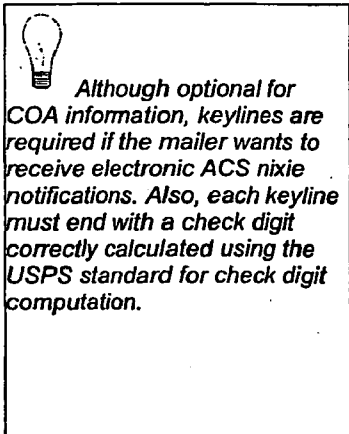 Although optional for
COA information, keylines are
required if the mailer wants to
receive electronic ACS nixie
notifications. Also, each keyline
must end with a check digit
correctly calculated using the
USPS standard for check digit
computation.